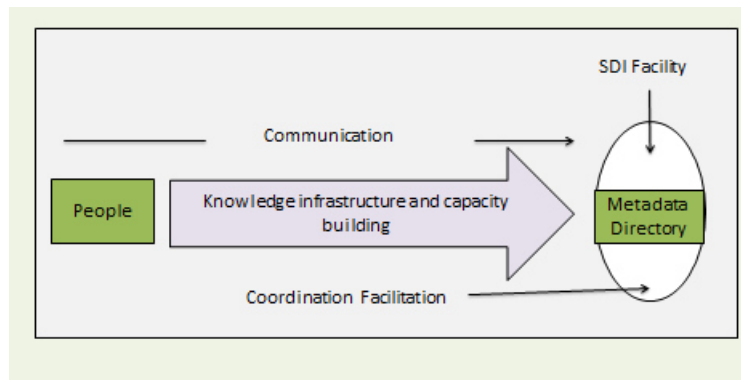 SDI Facility
Communication
People
Knowledge infrastructure and capacity
building
Metadata
Directory
Coordination Facilitation